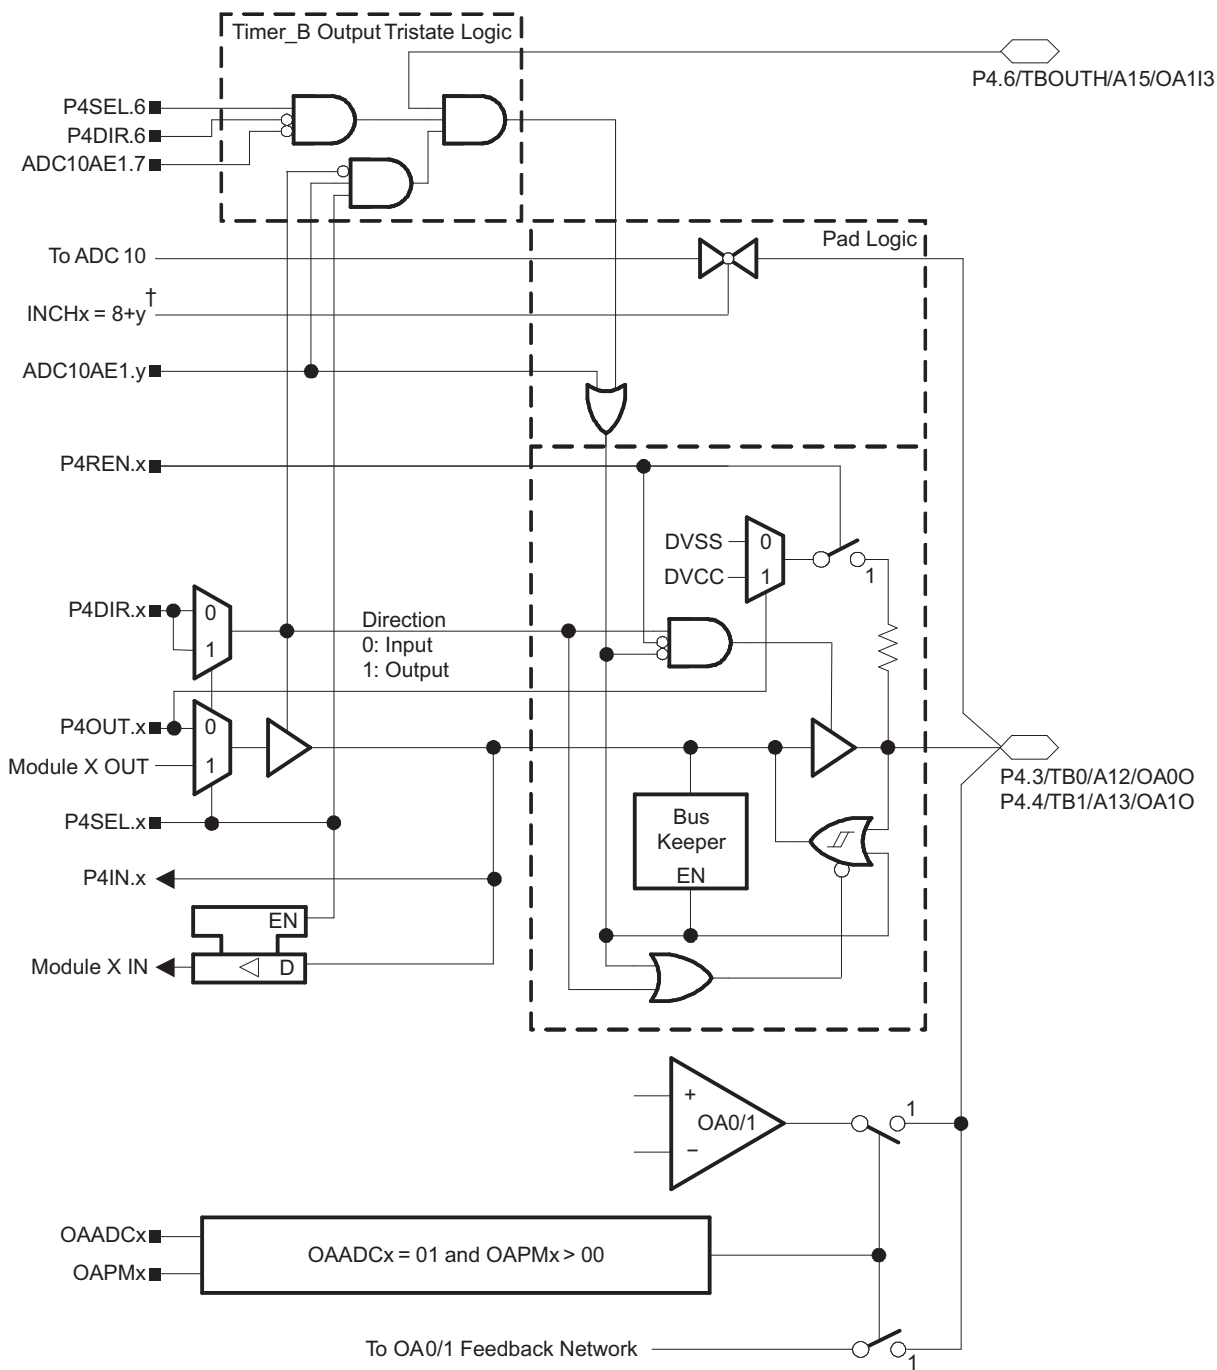 Timer_B Output Tristate Logic
P4.6/TBOUTH/A15/OA1I3
P4SEL.6
P4DIR.6
ADC10AE1.7
Pad Logic
To ADC 10
INCHx = 8+y†
ADC10AE1.y
P4REN.x
DVSS
0
DVCC
1
1
P4DIR.x
0
1
Direction
0: Input
1: Output
P4OUT.x
0
Module X OUT
1
P4.3/TB0/A12/OA0O
P4.4/TB1/A13/OA1O
P4SEL.x
Bus
Keeper
EN
P4IN.x
EN
Module X IN
D
+
OA0/1
−
1
OAADCx
OAPMx
OAADCx = 01 and OAPMx > 00
To OA0/1 Feedback Network
1